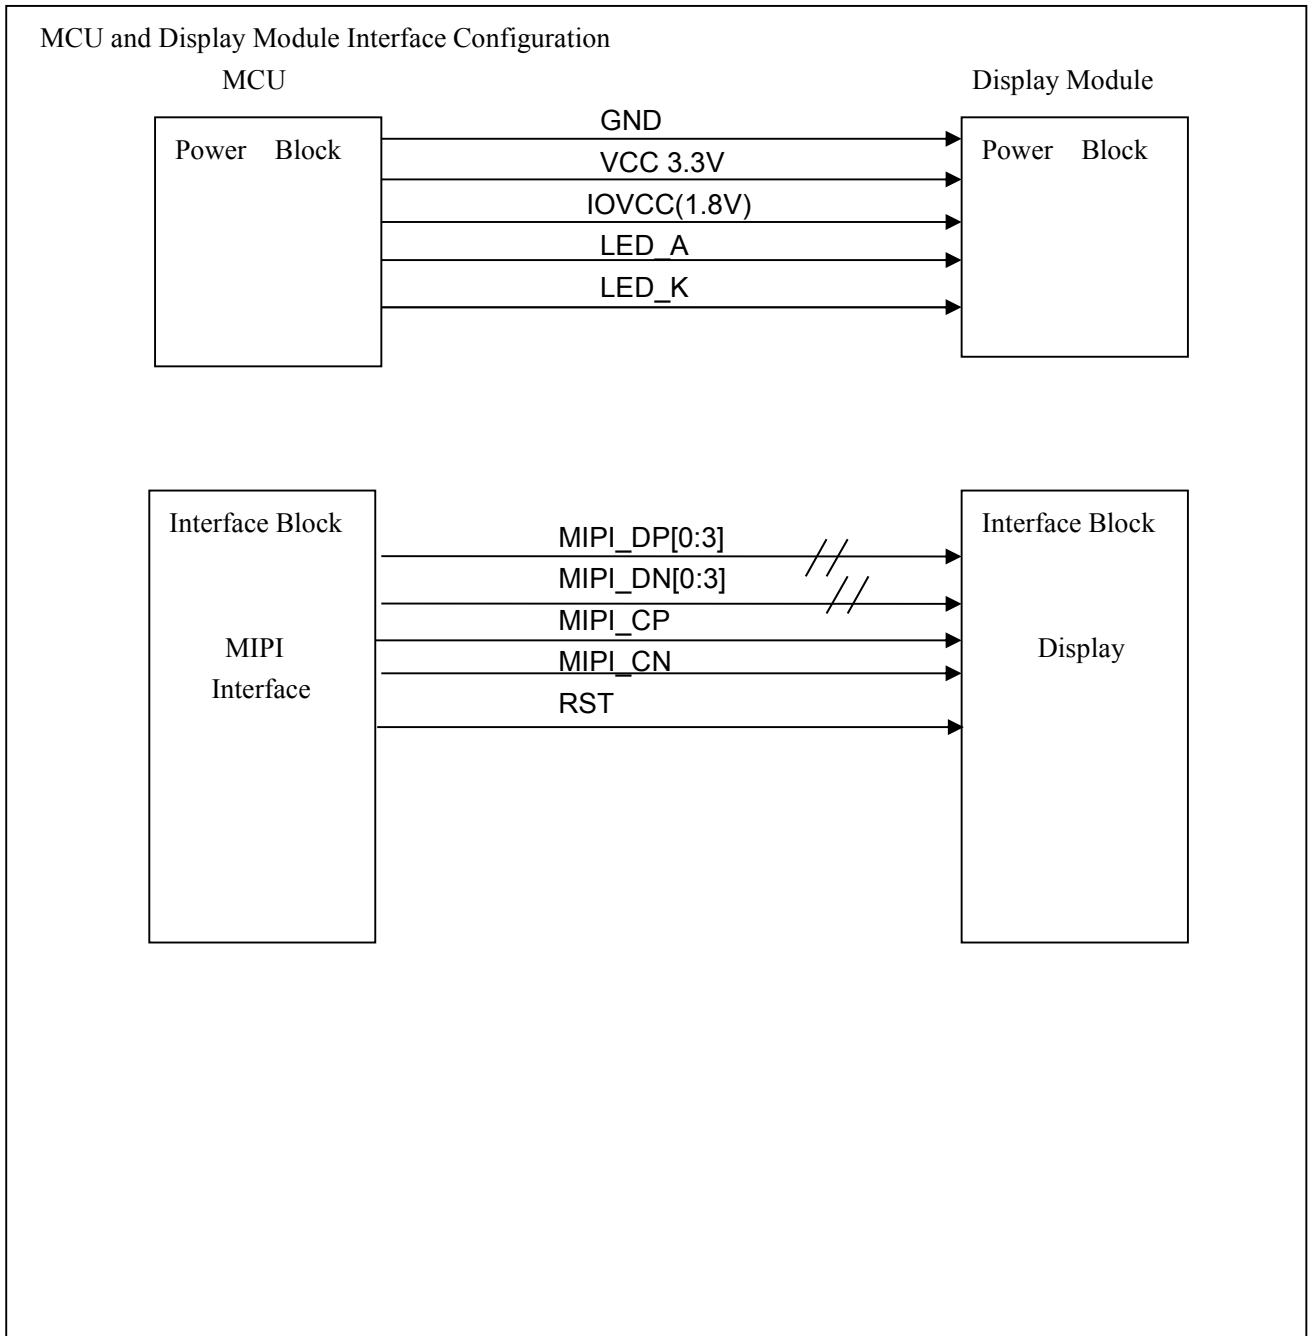 MCU and Display Module Interface Configuration
MCU
Display Module
Power Block
Power Block
GND
VCC 3.3V
IOVCC(1.8V)
LED_A
LED_K
Interface Block
Interface Block
MIPI_DP[0:3]
MIPI_DN[0:3]
MIPI_CP
MIPI_CN
RST
MIPI
Interface
Display